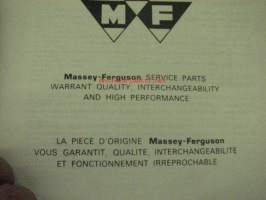 M F
Massey-Ferguson SERVICE PARTS
WARRANT QUALITY, INTERCHANGEABILITY
AND HIGH PERFORMANCE
LA PIECE D'ORIGINE Massey-Ferguson
VOUS GARANTIT, QUALITE, INTERCHANGEABILITE
ET FONCTIONNEMENT IRREPROCHABLE